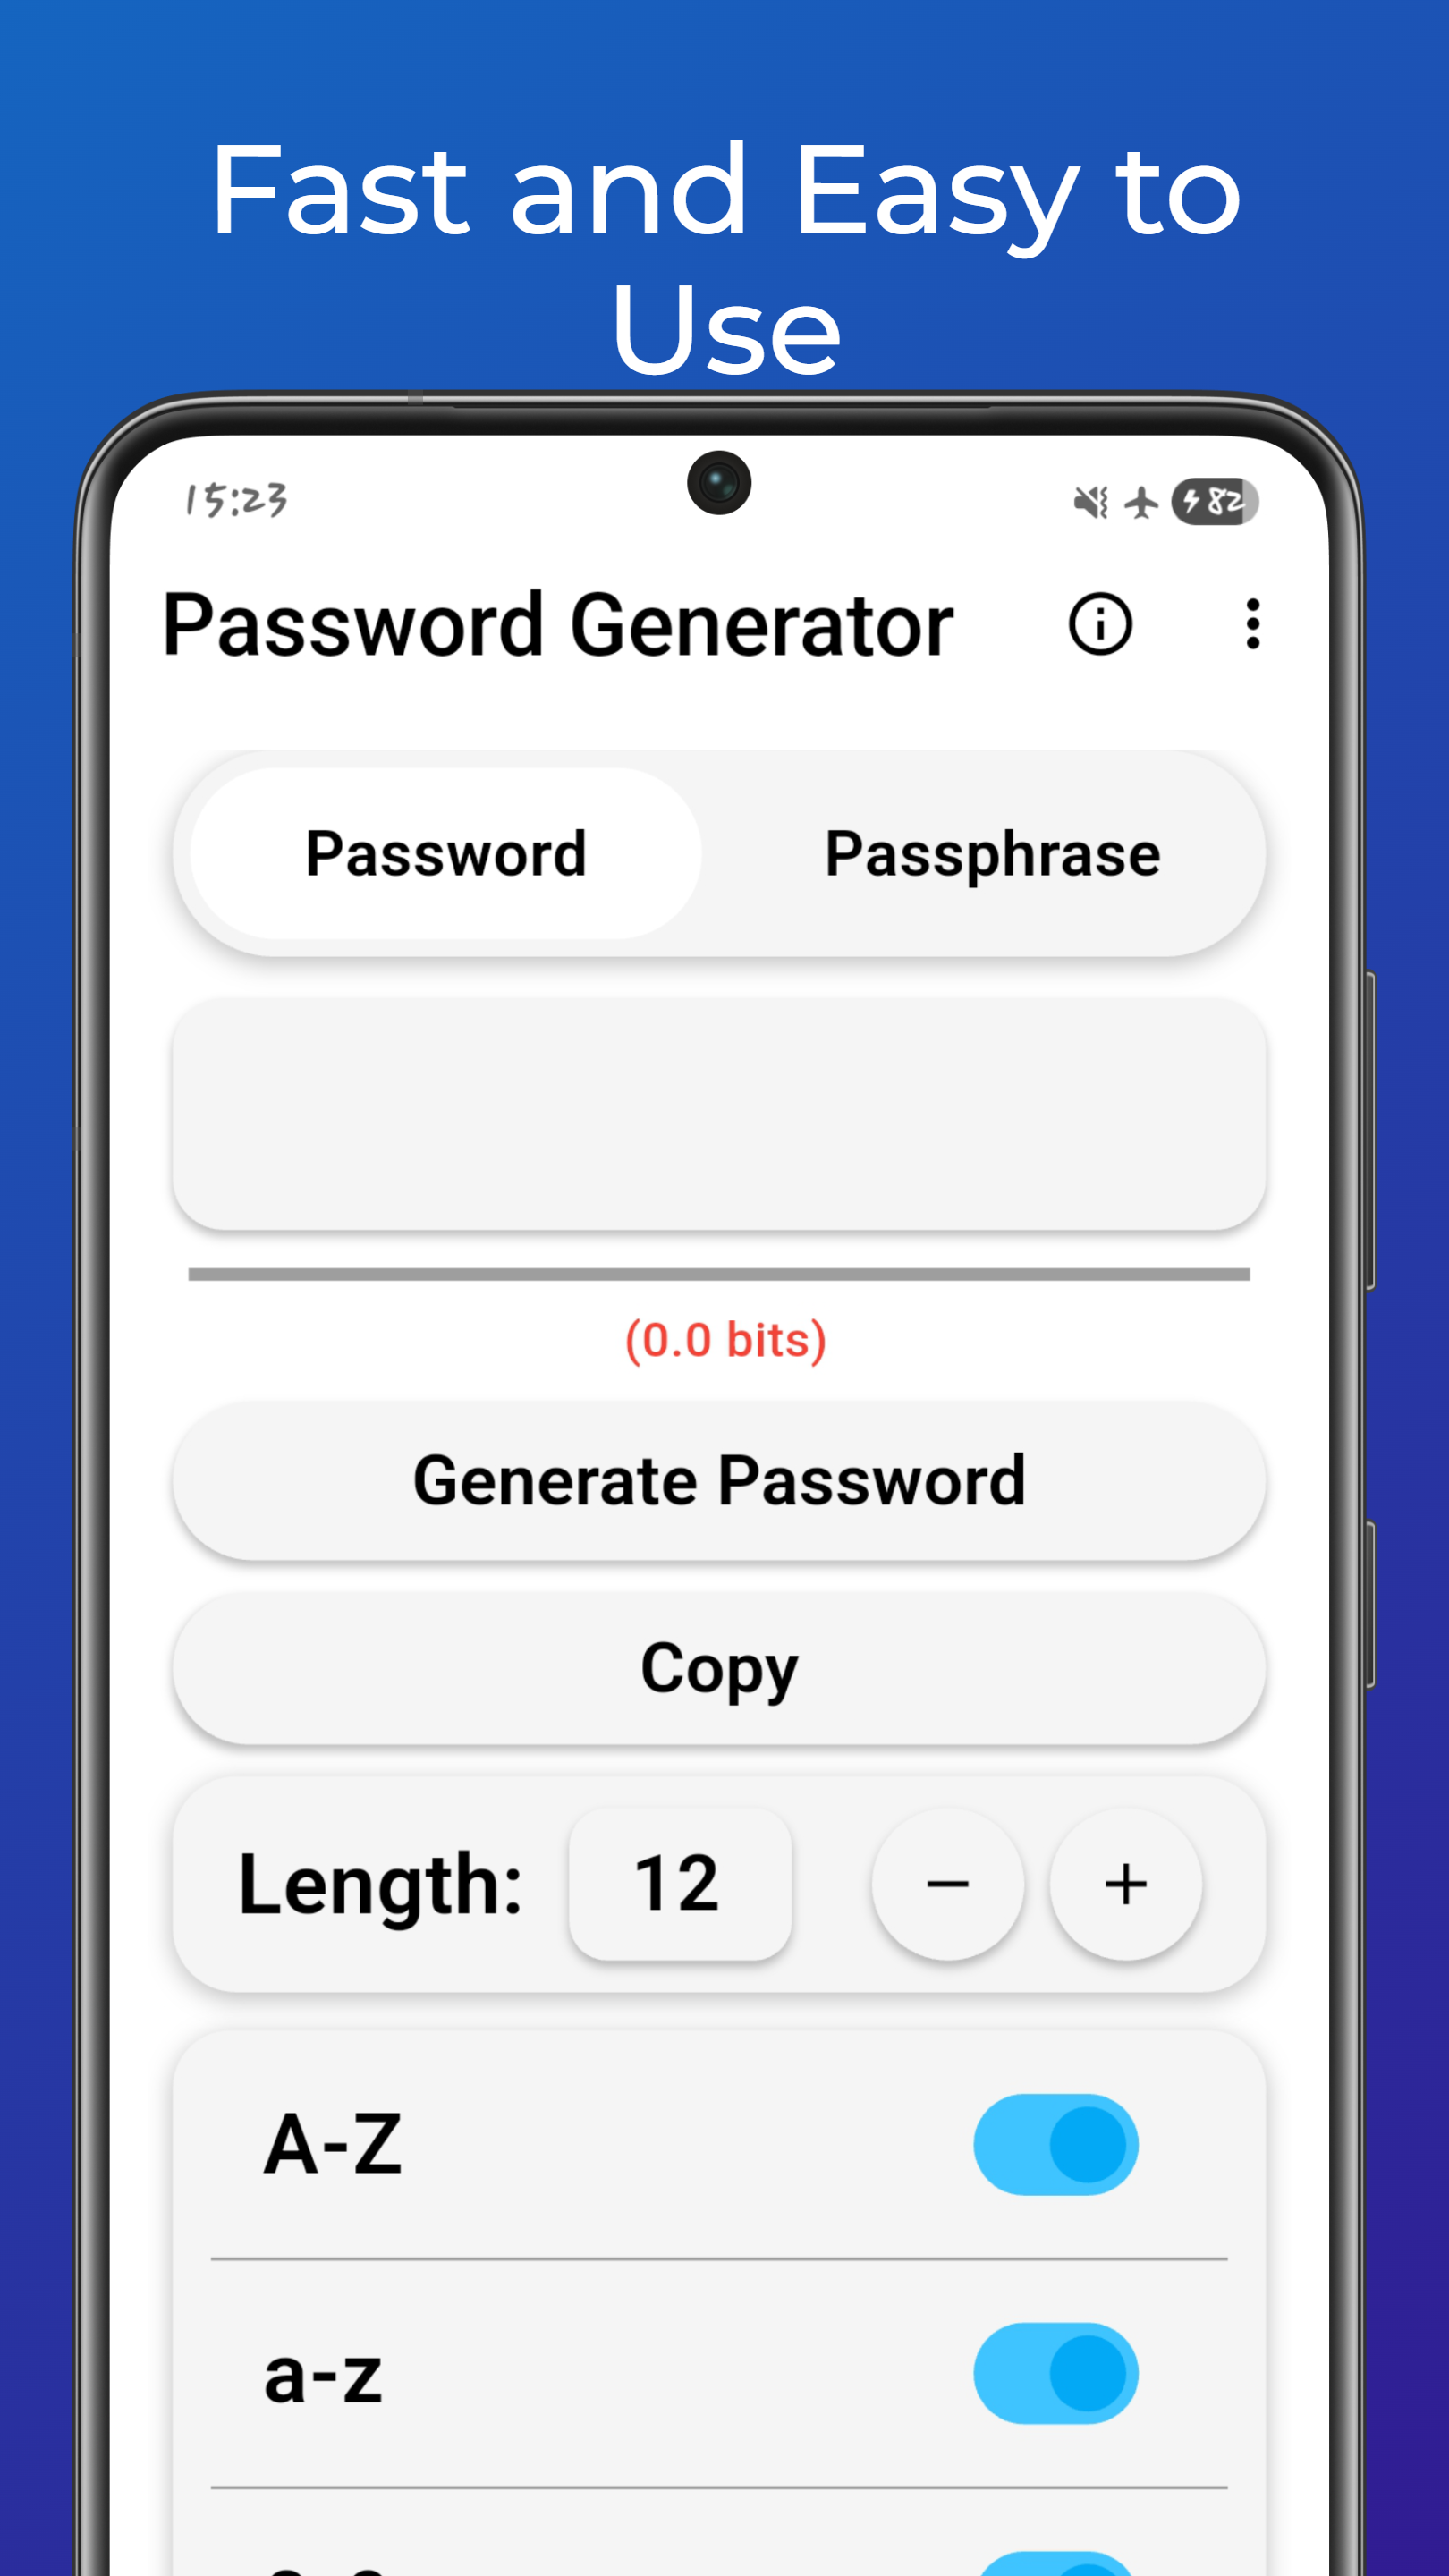 Fast and Easy to
Use
15:23
82
Password Generator
Password
Passphrase
(0.0 bits)
Generate Password
Copy
Length:
12
A-Z
a-z